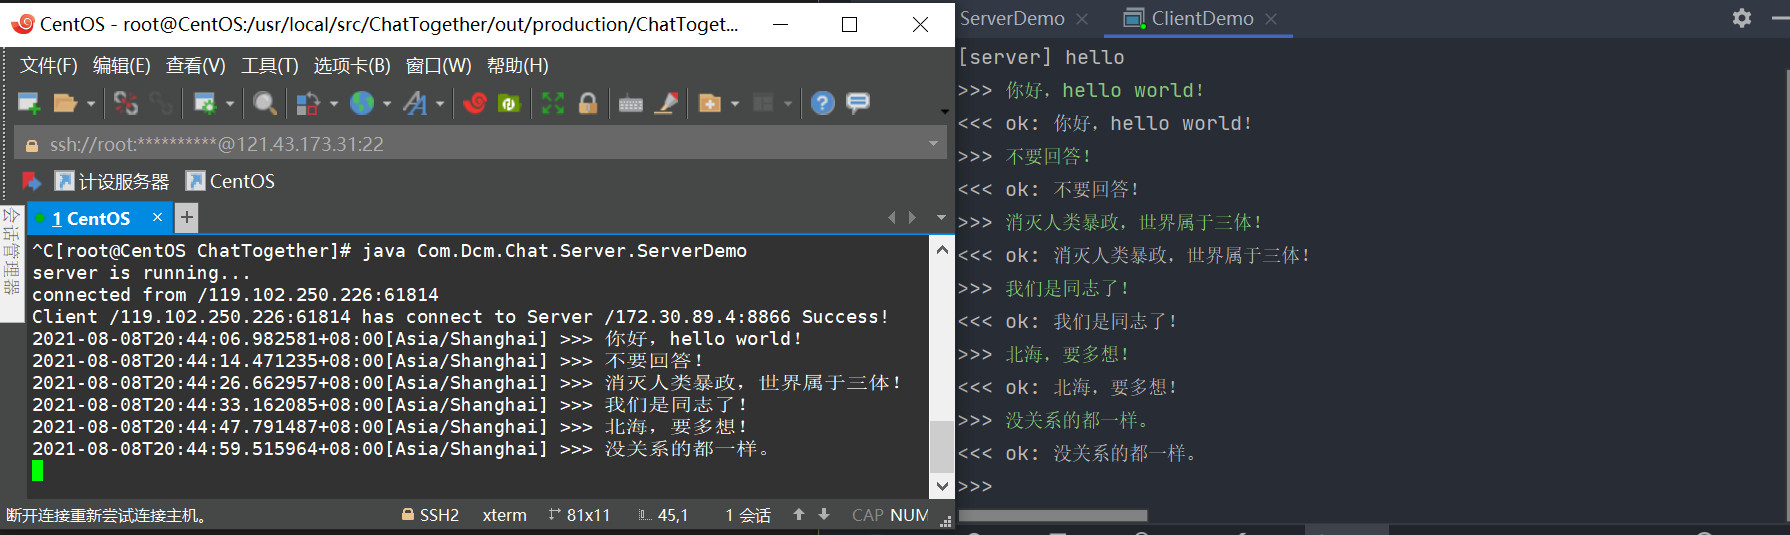 CentOS - root@CentOS:/usr/local/src/ChatTogether/out/production/ChatToget...
文件(F) 编辑(E) 查看(V) 工具(T) 选项卡(B) 窗口(W) 帮助(H)
ssh://root:**********@121.43.173.31:22
计设服务器 CentOS
会话管理器
1 CentOS × +
^C[root@CentOS ChatTogether]# java Com.Dcm.Chat.Server.ServerDemo
server is running...
connected from /119.102.250.226:61814
Client /119.102.250.226:61814 has connect to Server /172.30.89.4:8866 Success!
2021-08-08T20:44:06.982581+08:00[Asia/Shanghai] >>> 你好，hello world!
2021-08-08T20:44:14.471235+08:00[Asia/Shanghai] >>> 不要回答！
2021-08-08T20:44:26.662957+08:00[Asia/Shanghai] >>> 消灭人类暴政，世界属于三体！
2021-08-08T20:44:33.162085+08:00[Asia/Shanghai] >>> 我们是同志了！
2021-08-08T20:44:47.791487+08:00[Asia/Shanghai] >>> 北海，要多想！
2021-08-08T20:44:59.515964+08:00[Asia/Shanghai] >>> 没关系的都一样。
断开连接重新尝试连接主机。 SSH2 xterm 81x11 45,1 1 会话 CAP NUM
ServerDemo × ClientDemo ×
[server] hello
>>> 你好，hello world!
<<< ok: 你好，hello world!
>>> 不要回答！
<<< ok: 不要回答！
>>> 消灭人类暴政，世界属于三体！
<<< ok: 消灭人类暴政，世界属于三体！
>>> 我们是同志了！
<<< ok: 我们是同志了！
>>> 北海，要多想！
<<< ok: 北海，要多想！
>>> 没关系的都一样。
<<< ok: 没关系的都一样。
>>>